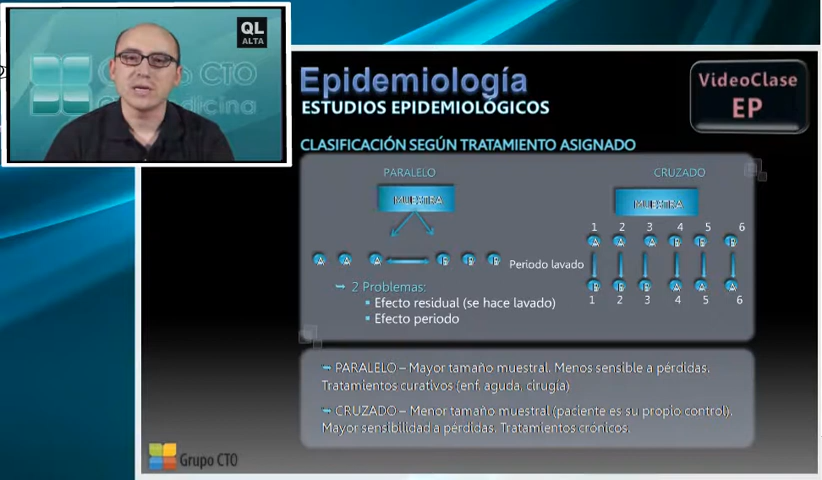 QL
ALTA
Grupo CTO
CTO Medicina
Epidemiología
ESTUDIOS EPIDEMIOLÓGICOS
VideoClase
EP
CLASIFICACIÓN SEGÚN TRATAMIENTO ASIGNADO
PARALELO
MUESTRA
A A A B B B
2 Problemas:
Efecto residual (se hace lavado)
Efecto periodo
CRUZADO
MUESTRA
1 2 3 4 5 6
A A A B B B
Periodo lavado
B B B A A A
1 2 3 4 5 6
PARALELO – Mayor tamaño muestral. Menos sensible a pérdidas.
Tratamientos curativos (enf. aguda, cirugía)
CRUZADO – Menor tamaño muestral (paciente es su propio control).
Mayor sensibilidad a pérdidas. Tratamientos crónicos.
Grupo CTO